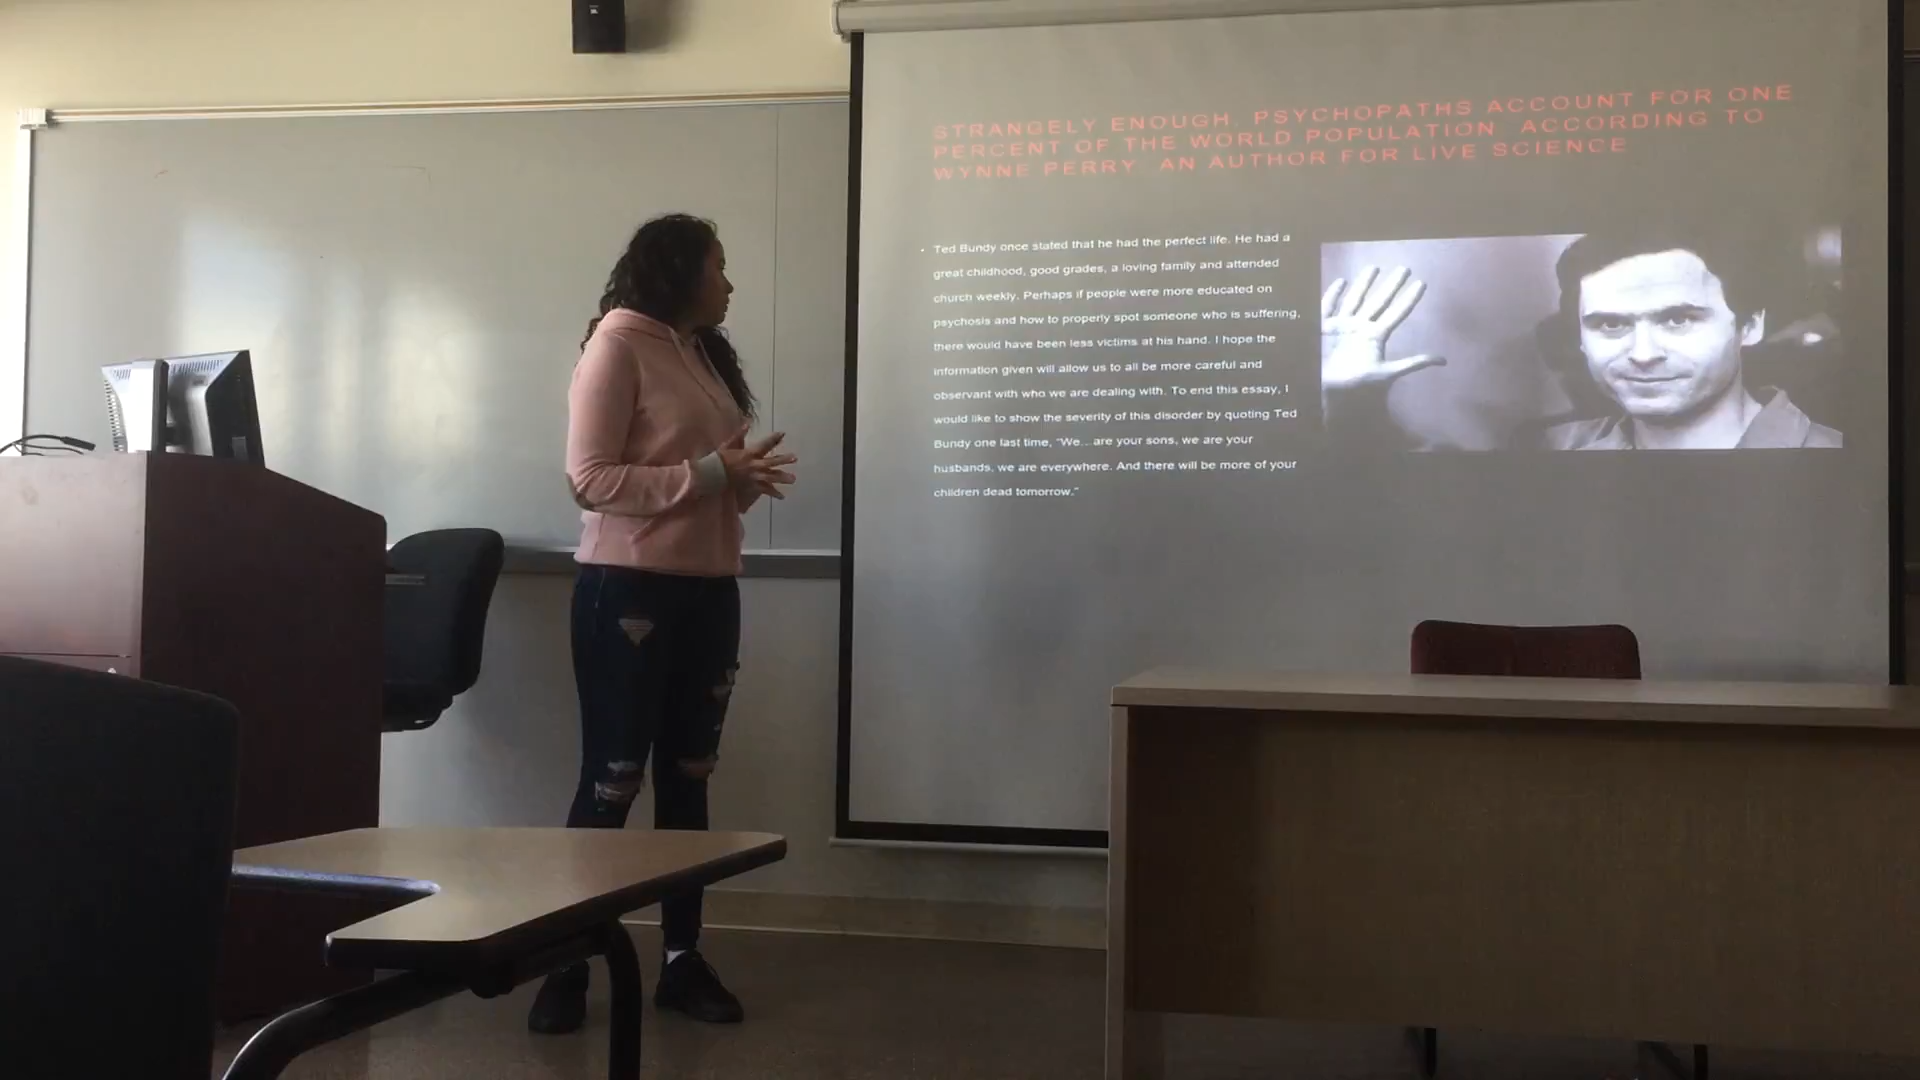 STRANGELY ENOUGH, PSYCHOPATHS ACCOUNT FOR ONE
PERCENT OF THE WORLD POPULATION, ACCORDING TO
WYNNE PERRY, AN AUTHOR FOR LIVE SCIENCE
• Ted Bundy once stated that he had the perfect life. He had a
great childhood, good grades, a loving family and attended
church weekly. Perhaps if people were more educated on
psychosis and how to properly spot someone who is suffering,
there would have been less victims at his hand. I hope the
information given will allow us to all be more careful and
observant with who we are dealing with. To end this essay, I
would like to show the severity of this disorder by quoting Ted
Bundy one last time, “We.. are your sons, we are your
husbands, we are everywhere. And there will be more of your
children dead tomorrow.”